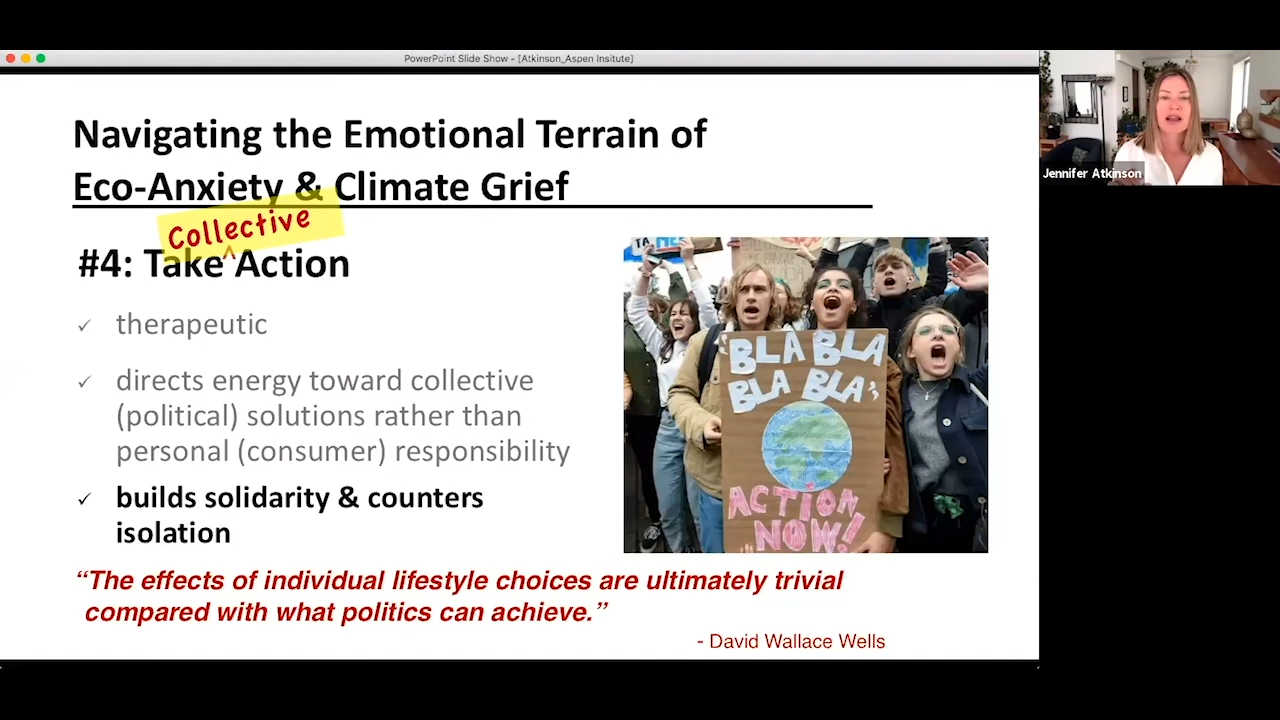 PowerPoint Slide Show - [Atkinson_Aspen Insitute]
Navigating the Emotional Terrain of
Eco-Anxiety & Climate Grief
Collective
#4: Take ^ Action
✓ therapeutic
✓ directs energy toward collective
(political) solutions rather than
personal (consumer) responsibility
✓ builds solidarity & counters
isolation
“The effects of individual lifestyle choices are ultimately trivial
compared with what politics can achieve.”
- David Wallace Wells
BLA BLA
BLA BLA
ACTION
NOW!
Jennifer Atkinson